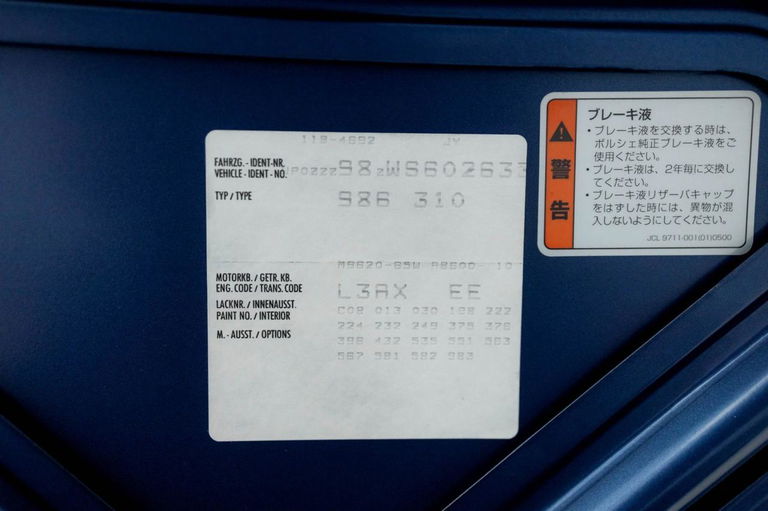 119-4692 JY
FAHRZG.-IDENT-NR.
VEHICLE-IDENT-NO.
WP0ZZZ98ZWS602633
TYP/TYPE
986 310
M9620-65W A8600- 10
MOTORKB./GETR.KB.
ENG.CODE/TRANS.CODE
L3AX EE
LACKNR./INNENAUSST.
PAINT NO./INTERIOR
M.-AUSST./OPTIONS
C08 013 030 198 222
224 232 249 375 376
396 432 535 551 563
567 581 582 983
ブレーキ液
警告
・ブレーキ液を交換する時は、
ポルシェ純正ブレーキ液をご
使用ください。
・ブレーキ液は、2年毎に交換し
てください。
・ブレーキ液リザーバキャップ
をはずした時には、異物が混
入しないようにしてください。
JCL 9711-001(01)0500